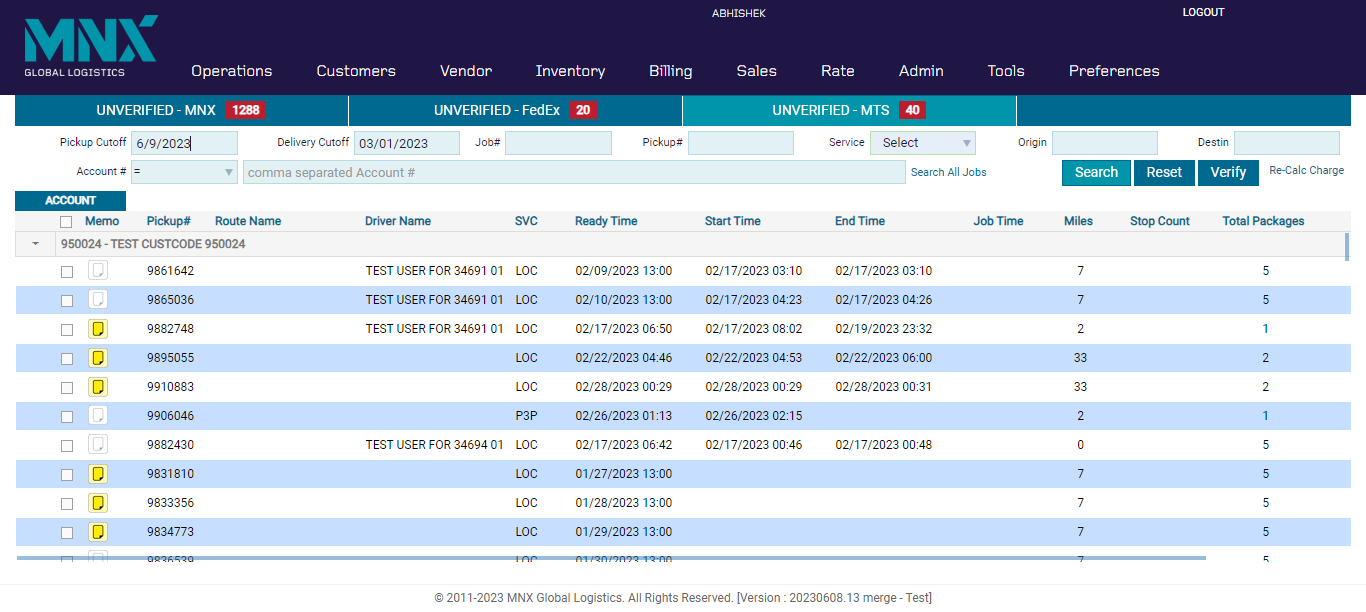 ABHISHEK
LOGOUT
MNX
GLOBAL LOGISTICS
Operations Customers Vendor Inventory Billing Sales Rate Admin Tools Preferences
UNVERIFIED - MNX 1288 UNVERIFIED - FedEx 20 UNVERIFIED - MTS 40
Pickup Cutoff 6/9/2023 Delivery Cutoff 03/01/2023 Job# Pickup# Service Select Origin Destin
Account # = comma separated Account # Search All Jobs Search Reset Verify Re-Calc Charge
ACCOUNT
Memo Pickup# Route Name Driver Name SVC Ready Time Start Time End Time Job Time Miles Stop Count Total Packages
950024 - TEST CUSTCODE 950024
9861642 TEST USER FOR 34691 01 LOC 02/09/2023 13:00 02/17/2023 03:10 02/17/2023 03:10 7 5
9865036 TEST USER FOR 34691 01 LOC 02/10/2023 13:00 02/17/2023 04:23 02/17/2023 04:26 7 5
9882748 TEST USER FOR 34691 01 LOC 02/17/2023 06:50 02/17/2023 08:02 02/19/2023 23:32 2 1
9895055 LOC 02/22/2023 04:46 02/22/2023 04:53 02/22/2023 06:00 33 2
9910883 LOC 02/28/2023 00:29 02/28/2023 00:29 02/28/2023 00:31 33 2
9906046 P3P 02/26/2023 01:13 02/26/2023 02:15 2 1
9882430 TEST USER FOR 34694 01 LOC 02/17/2023 06:42 02/17/2023 00:46 02/17/2023 00:48 0 5
9831810 LOC 01/27/2023 13:00 7 5
9833356 LOC 01/28/2023 13:00 7 5
9834773 LOC 01/29/2023 13:00 7 5
9836539 LOC 01/30/2023 13:00 7 5
© 2011-2023 MNX Global Logistics. All Rights Reserved. [Version : 20230608.13 merge - Test]